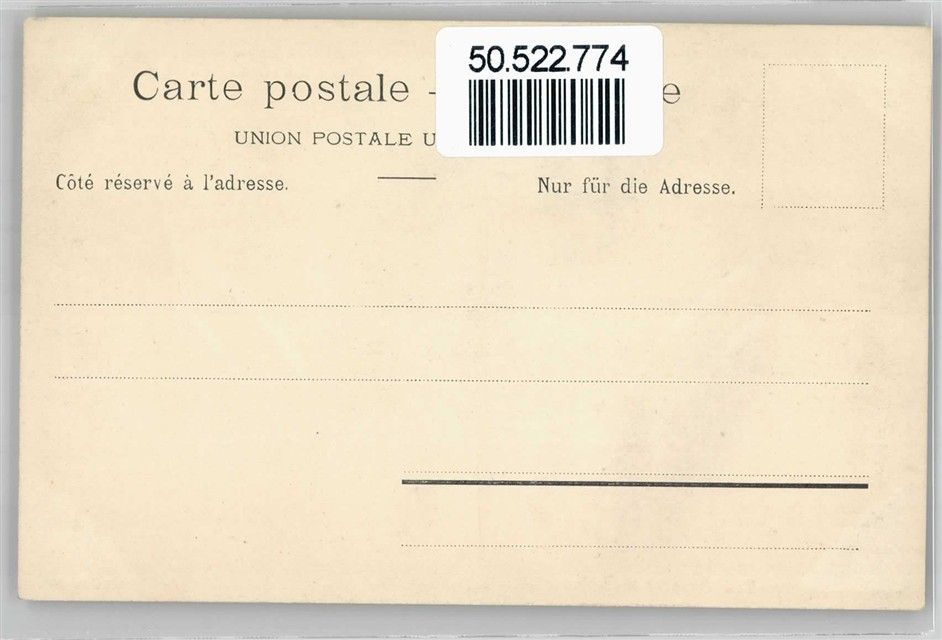 50.522.774
Carte postale - e
UNION POSTALE U
Côté réservé à l'adresse.
Nur für die Adresse.